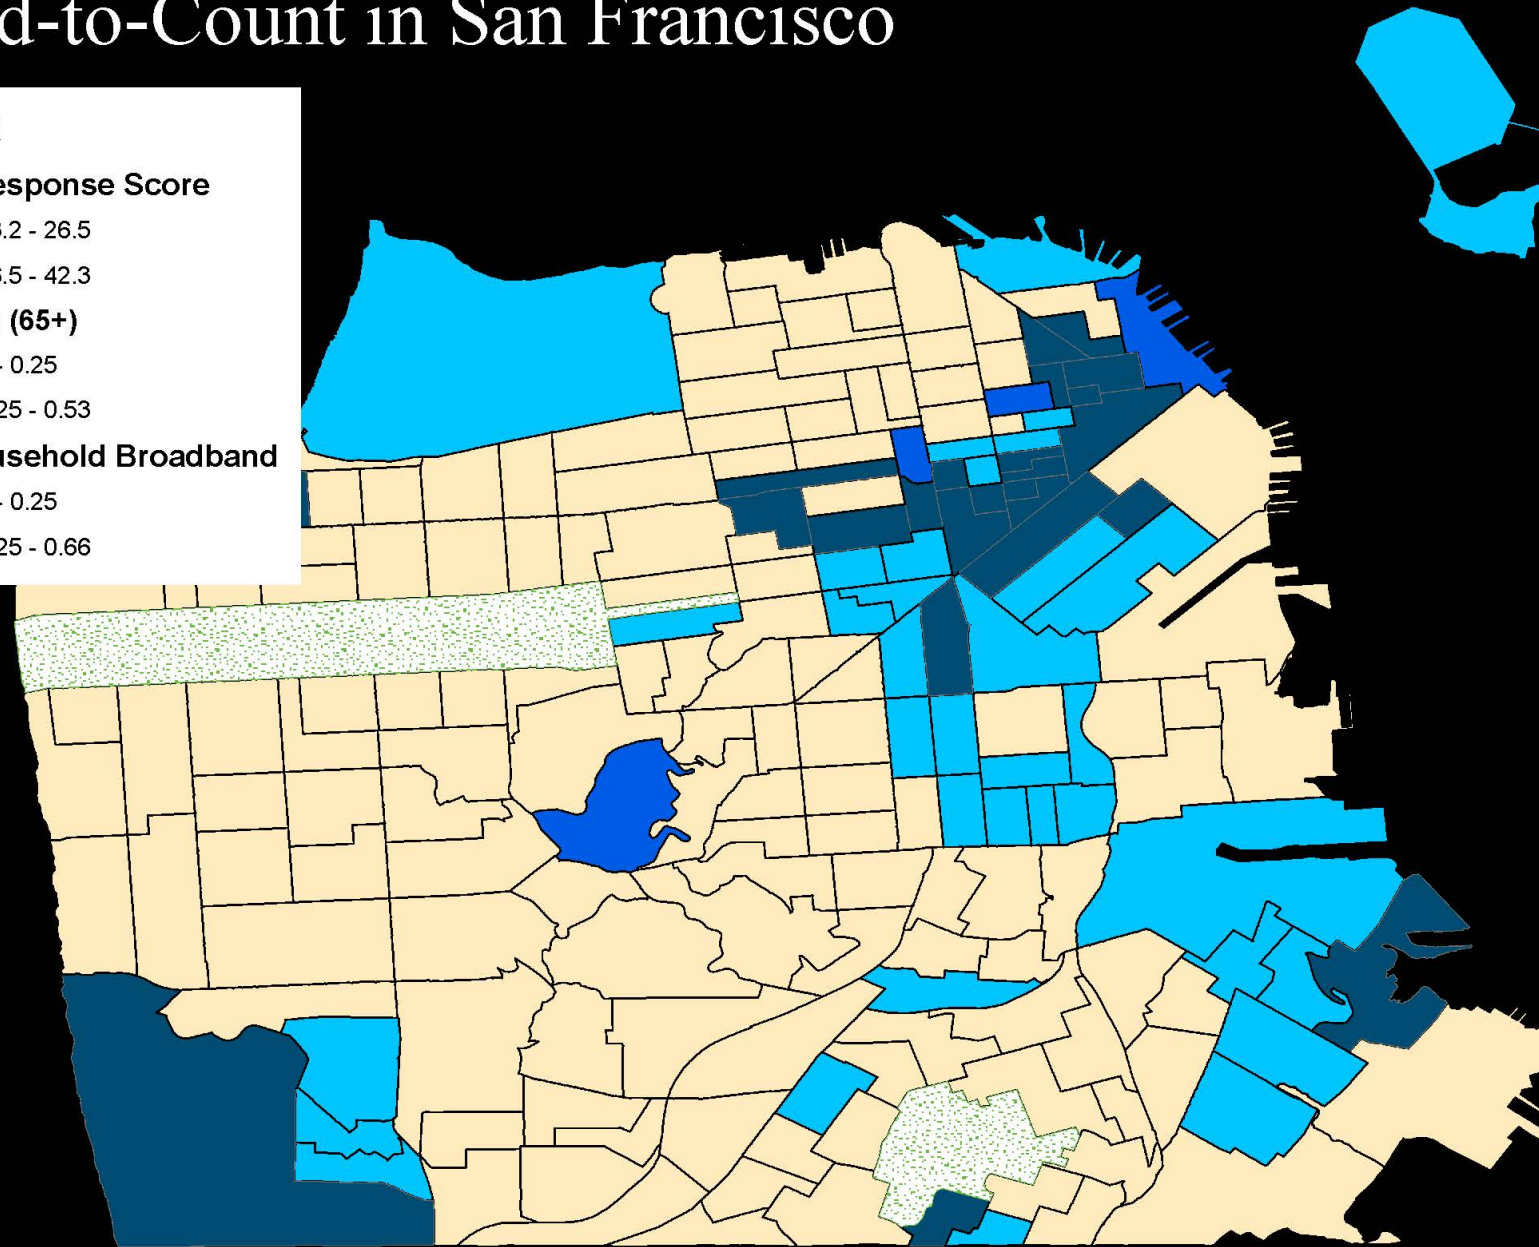 d-to-Count in San Francisco
esponse Score
.2 - 26.5
.5 - 42.3
(65+)
- 0.25
25 - 0.53
usehold Broadband
- 0.25
25 - 0.66